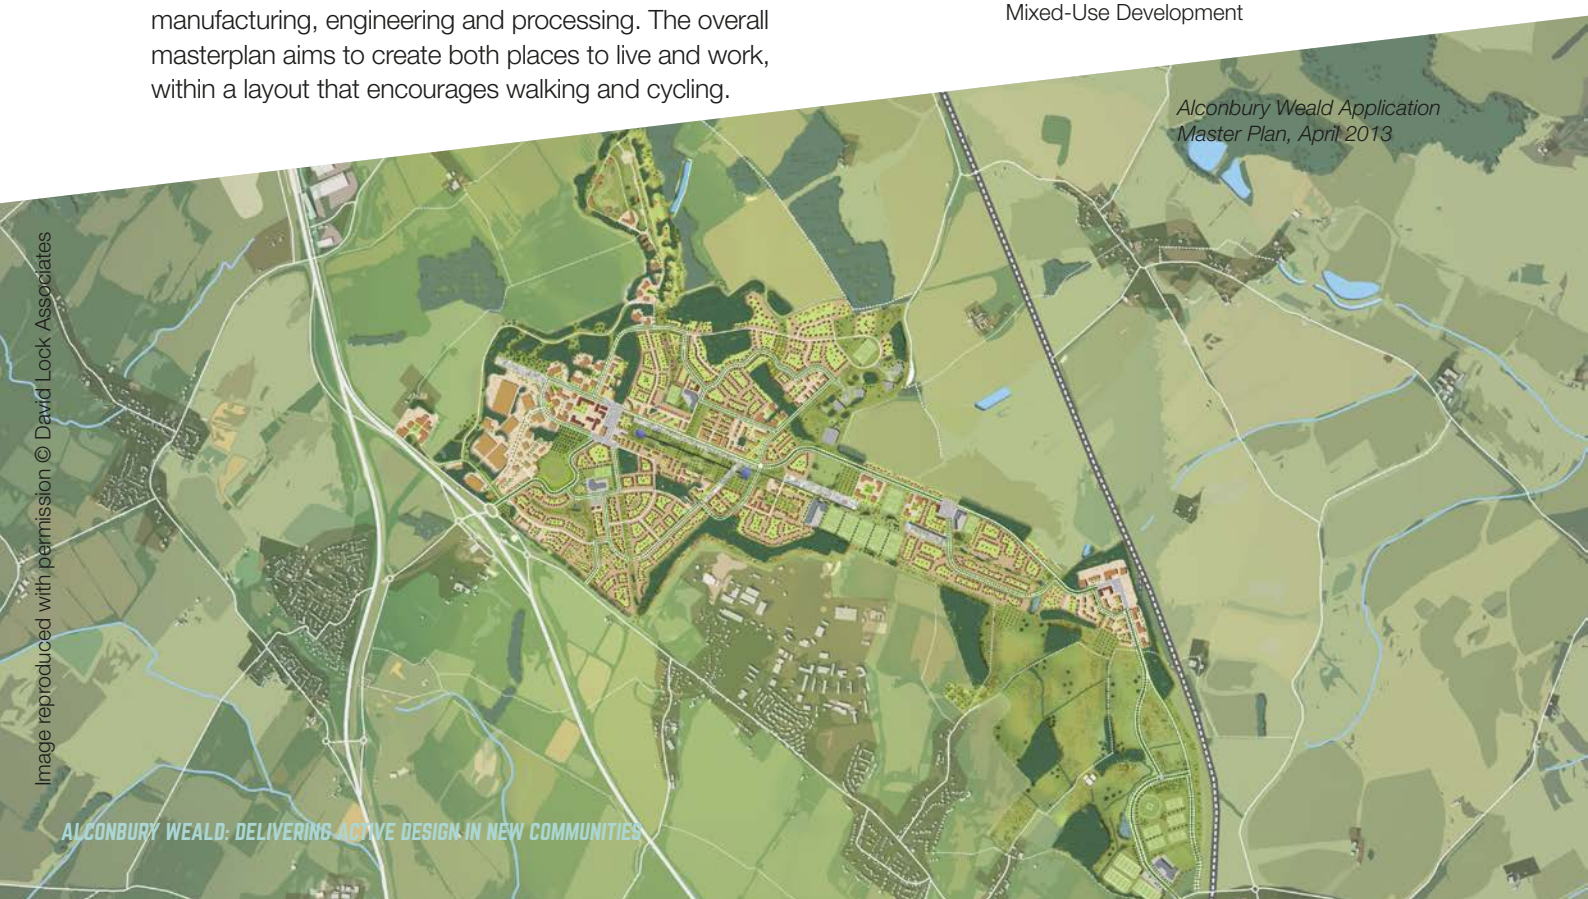 manufacturing, engineering and processing. The overall
masterplan aims to create both places to live and work,
within a layout that encourages walking and cycling.
Mixed-Use Development
Alconbury Weald Application
Master Plan, April 2013
Image reproduced with permission © David Lock Associates
ALCONBURY WEALD: DELIVERING ACTIVE DESIGN IN NEW COMMUNITIES